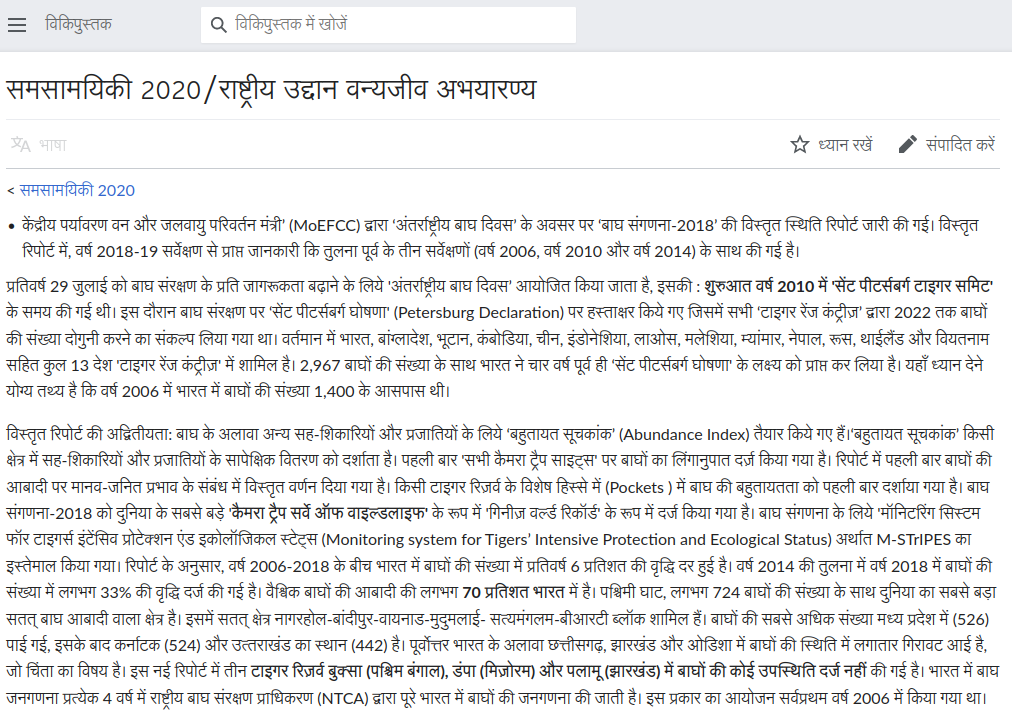 विकिपुस्तक
विकिपुस्तक में खोजें
समसामयिकी 2020/राष्ट्रीय उद्दान वन्यजीव अभयारण्य
भाषा
ध्यान रखें
संपादित करें
< समसामयिकी 2020
• केंद्रीय पर्यावरण वन और जलवायु परिवर्तन मंत्री’ (MoEFCC) द्वारा ‘अंतर्राष्ट्रीय बाघ दिवस’ के अवसर पर ‘बाघ संगणना-2018’ की विस्तृत स्थिति रिपोर्ट जारी की गई। विस्तृत
रिपोर्ट में, वर्ष 2018-19 सर्वेक्षण से प्राप्त जानकारी कि तुलना पूर्व के तीन सर्वेक्षणों (वर्ष 2006, वर्ष 2010 और वर्ष 2014) के साथ की गई है।
प्रतिवर्ष 29 जुलाई को बाघ संरक्षण के प्रति जागरूकता बढ़ाने के लिये 'अंतर्राष्ट्रीय बाघ दिवस’ आयोजित किया जाता है, इसकी : शुरुआत वर्ष 2010 में 'सेंट पीटर्सबर्ग टाइगर समिट'
के समय की गई थी। इस दौरान बाघ संरक्षण पर 'सेंट पीटर्सबर्ग घोषणा' (Petersburg Declaration) पर हस्ताक्षर किये गए जिसमें सभी ‘टाइगर रेंज कंट्रीज़’ द्वारा 2022 तक बाघों
की संख्या दोगुनी करने का संकल्प लिया गया था। वर्तमान में भारत, बांग्लादेश, भूटान, कंबोडिया, चीन, इंडोनेशिया, लाओस, मलेशिया, म्यांमार, नेपाल, रूस, थाईलैंड और वियतनाम
सहित कुल 13 देश 'टाइगर रेंज कंट्रीज़' में शामिल है। 2,967 बाघों की संख्या के साथ भारत ने चार वर्ष पूर्व ही ‘सेंट पीटर्सबर्ग घोषणा' के लक्ष्य को प्राप्त कर लिया है। यहाँ ध्यान देने
योग्य तथ्य है कि वर्ष 2006 में भारत में बाघों की संख्या 1,400 के आसपास थी।
विस्तृत रिपोर्ट की अद्वितीयता: बाघ के अलावा अन्य सह-शिकारियों और प्रजातियों के लिये ‘बहुतायत सूचकांक’ (Abundance Index) तैयार किये गए हैं।‘बहुतायत सूचकांक’ किसी
क्षेत्र में सह-शिकारियों और प्रजातियों के सापेक्षिक वितरण को दर्शाता है। पहली बार 'सभी कैमरा ट्रैप साइट्स' पर बाघों का लिंगानुपात दर्ज़ किया गया है। रिपोर्ट में पहली बार बाघों की
आबादी पर मानव-जनित प्रभाव के संबंध में विस्तृत वर्णन दिया गया है। किसी टाइगर रिज़र्व के विशेष हिस्से में (Pockets ) में बाघ की बहुतायतता को पहली बार दर्शाया गया है। बाघ
संगणना-2018 को दुनिया के सबसे बड़े 'कैमरा ट्रैप सर्वे ऑफ वाइल्डलाइफ' के रूप में 'गिनीज़ वर्ल्ड रिकॉर्ड' के रूप में दर्ज किया गया है। बाघ संगणना के लिये 'मॉनिटरिंग सिस्टम
फॉर टाइगर्स इंटेंसिव प्रोटेक्शन एंड इकोलॉजिकल स्टेट्स (Monitoring system for Tigers’ Intensive Protection and Ecological Status) अर्थात M-STrIPES का
इस्तेमाल किया गया। रिपोर्ट के अनुसार, वर्ष 2006-2018 के बीच भारत में बाघों की संख्या में प्रतिवर्ष 6 प्रतिशत की वृद्धि दर हुई है। वर्ष 2014 की तुलना में वर्ष 2018 में बाघों की
संख्या में लगभग 33% की वृद्धि दर्ज की गई है। वैश्विक बाघों की आबादी की लगभग 70 प्रतिशत भारत में है। पश्चिमी घाट, लगभग 724 बाघों की संख्या के साथ दुनिया का सबसे बड़ा
सतत् बाघ आबादी वाला क्षेत्र है। इसमें सतत् क्षेत्र नागरहोल-बांदीपुर-वायनाड-मुदुमलाई- सत्यमंगलम-बीआरटी ब्लॉक शामिल हैं। बाघों की सबसे अधिक संख्या मध्य प्रदेश में (526)
पाई गई, इसके बाद कर्नाटक (524) और उत्तराखंड का स्थान (442) है। पूर्वोत्तर भारत के अलावा छत्तीसगढ़, झारखंड और ओडिशा में बाघों की स्थिति में लगातार गिरावट आई है,
जो चिंता का विषय है। इस नई रिपोर्ट में तीन टाइगर रिज़र्व बुक्सा (पश्चिम बंगाल), डंपा (मिज़ोरम) और पलामू (झारखंड) में बाघों की कोई उपस्थिति दर्ज नहीं की गई है। भारत में बाघ
जनगणना प्रत्येक 4 वर्ष में राष्ट्रीय बाघ संरक्षण प्राधिकरण (NTCA) द्वारा पूरे भारत में बाघों की जनगणना की जाती है। इस प्रकार का आयोजन सर्वप्रथम वर्ष 2006 में किया गया था।